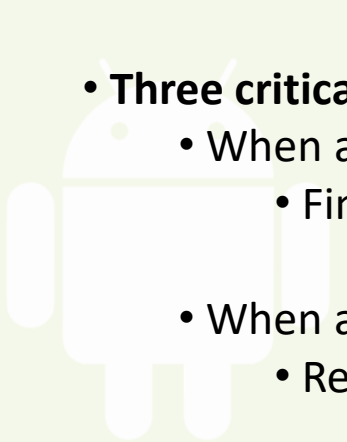 • Three critica
• When a
• Fir
• When a
• Re